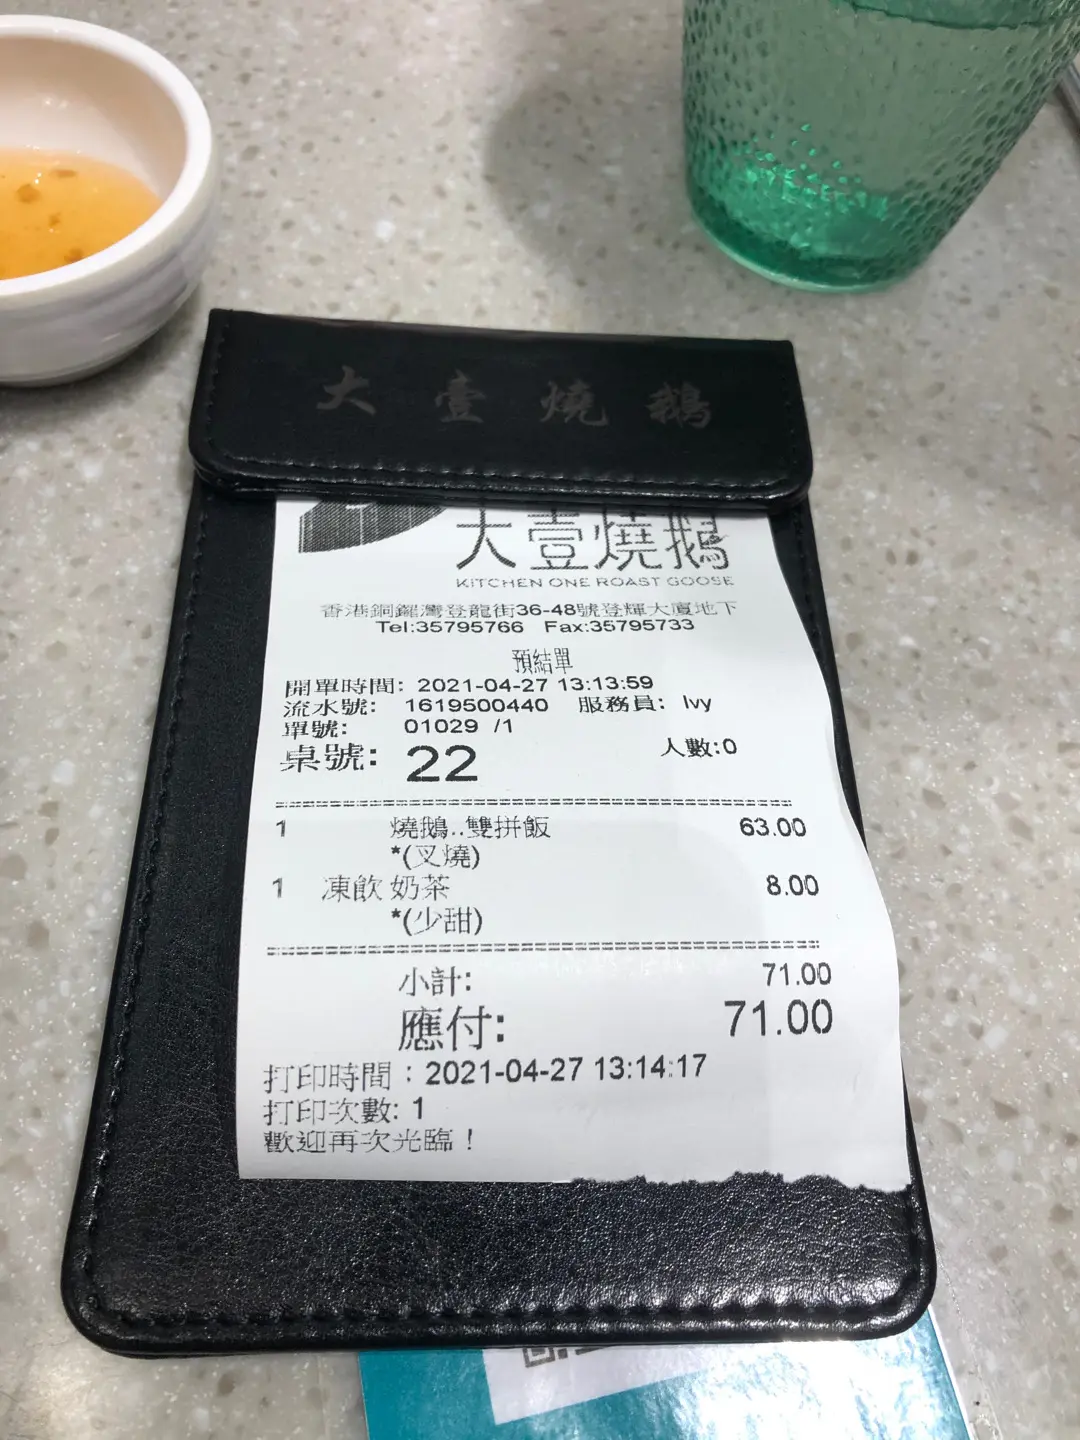 大壹燒鵝
大壹燒鵝
KITCHEN ONE ROAST GOOSE
香港銅鑼灣登龍街36-48號登輝大廈地下
Tel:35795766 Fax:35795733
預結單
開單時間: 2021-04-27 13:13:59
流水號: 1619500440 服務員: Ivy
單號: 01029 /1
桌號: 22 人數:0
1 燒鵝..雙拼飯 63.00
*(叉燒)
1 凍飲 奶茶 8.00
*(少甜)
小計: 71.00
應付: 71.00
打印時間：2021-04-27 13:14:17
打印次數: 1
歡迎再次光臨！